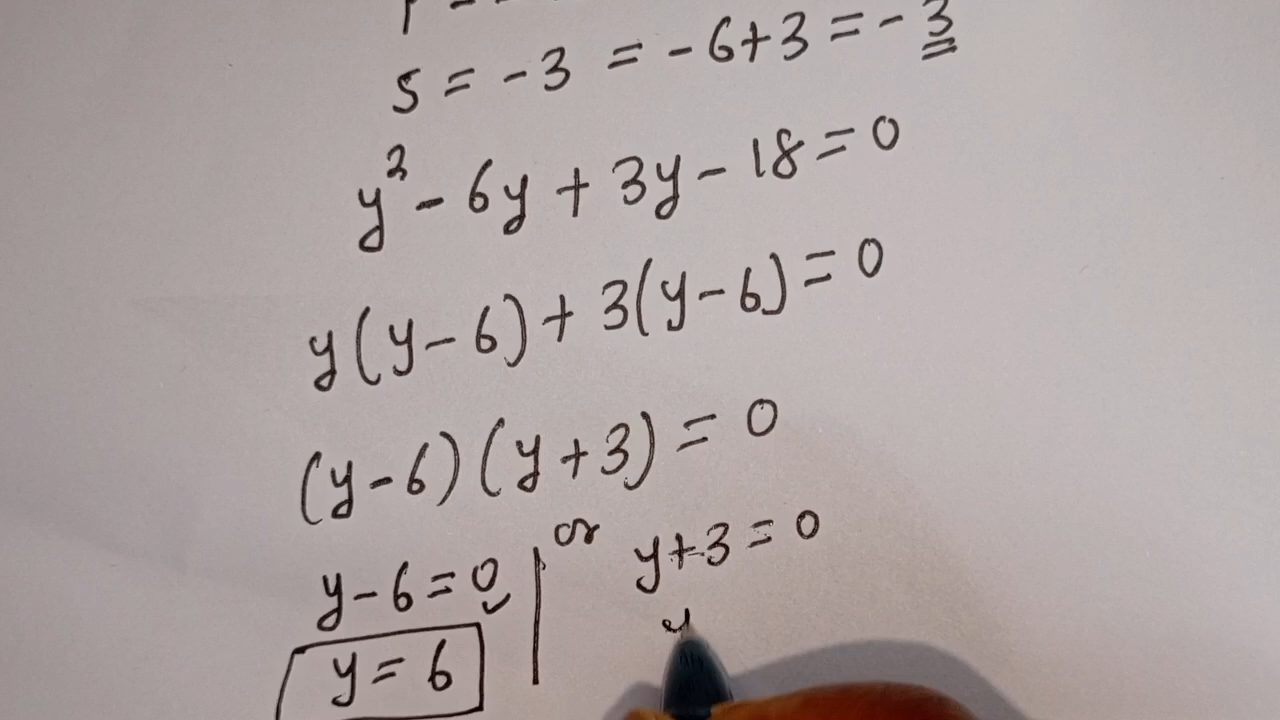 S = -3 = -6+3 = -3
y² - 6y + 3y - 18 = 0
y(y-6) + 3(y-6) = 0
(y-6)(y+3) = 0
y-6=0 | or y+3=0
y = 6 y